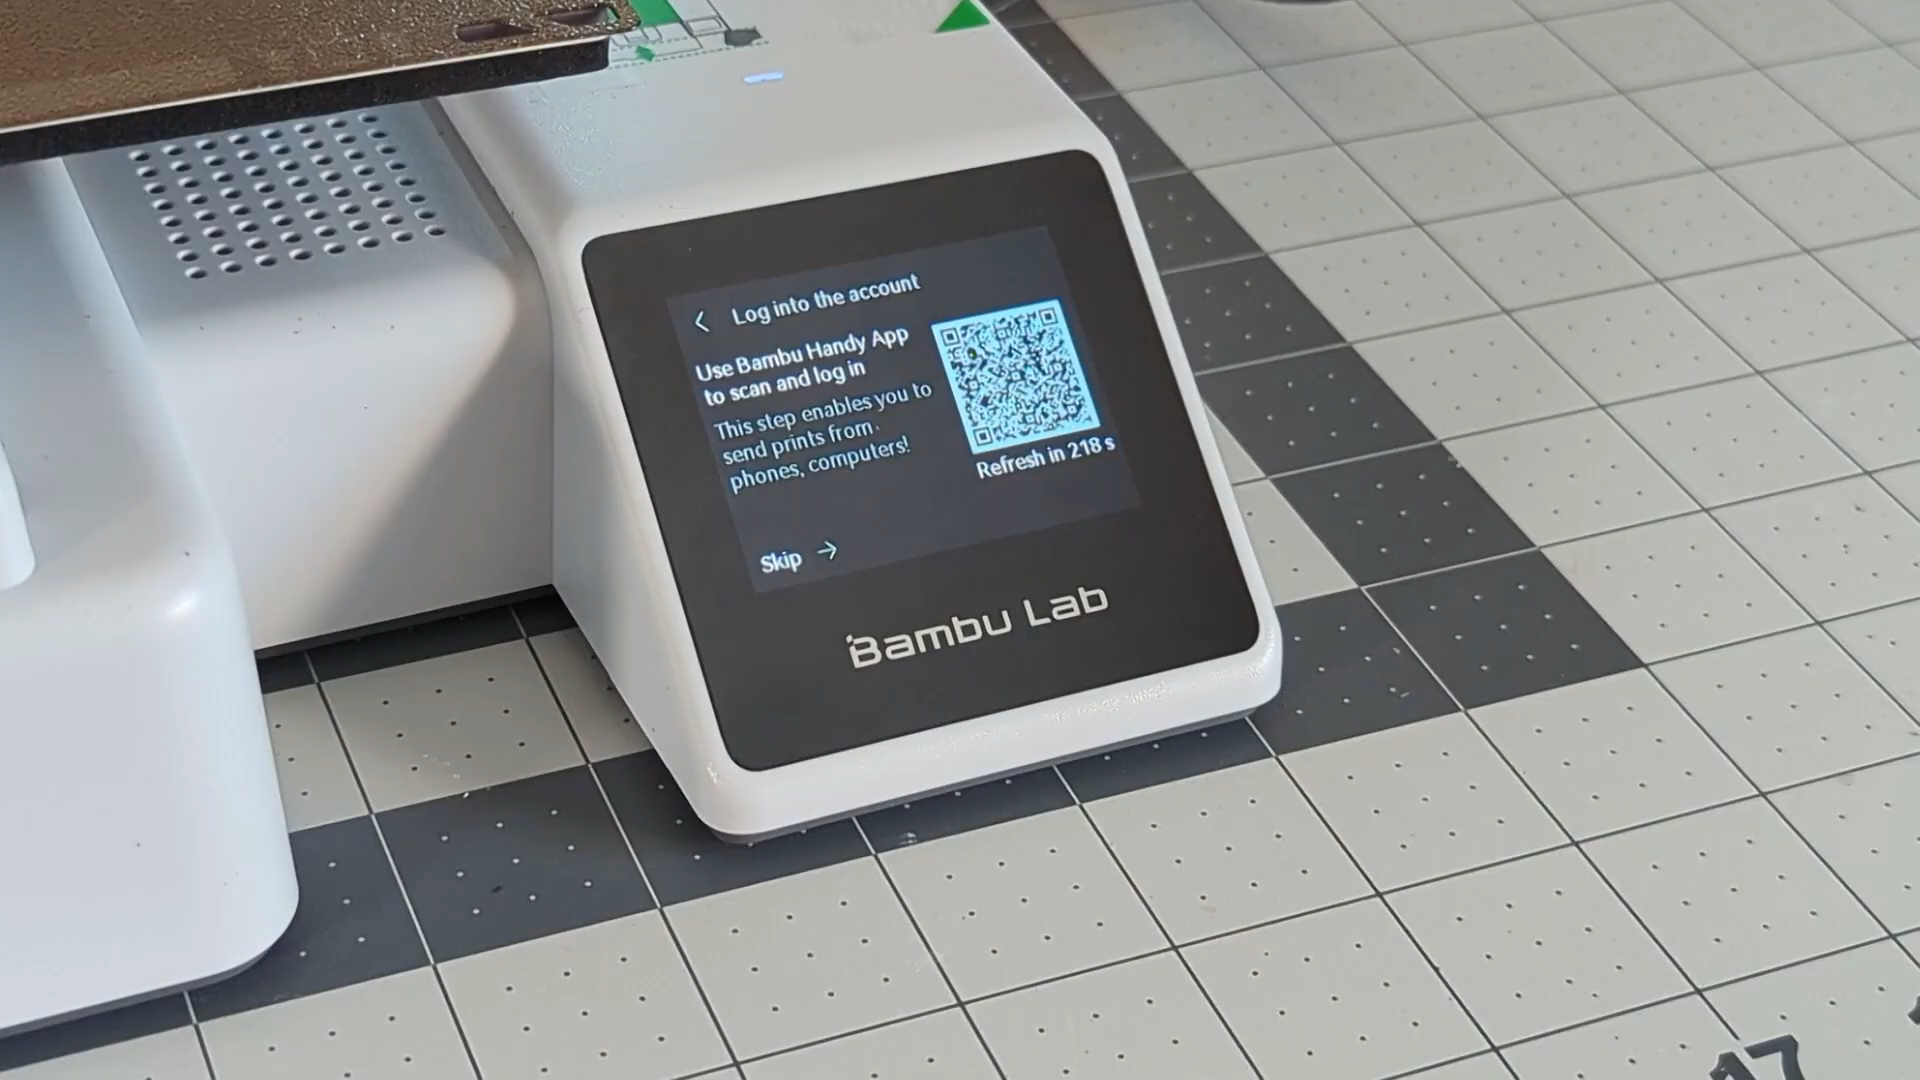 Log into the account
Use Bambu Handy App
to scan and log in
This step enables you to
send prints from
phones, computers!
Refresh in 218 s
Skip
Bambu Lab
17